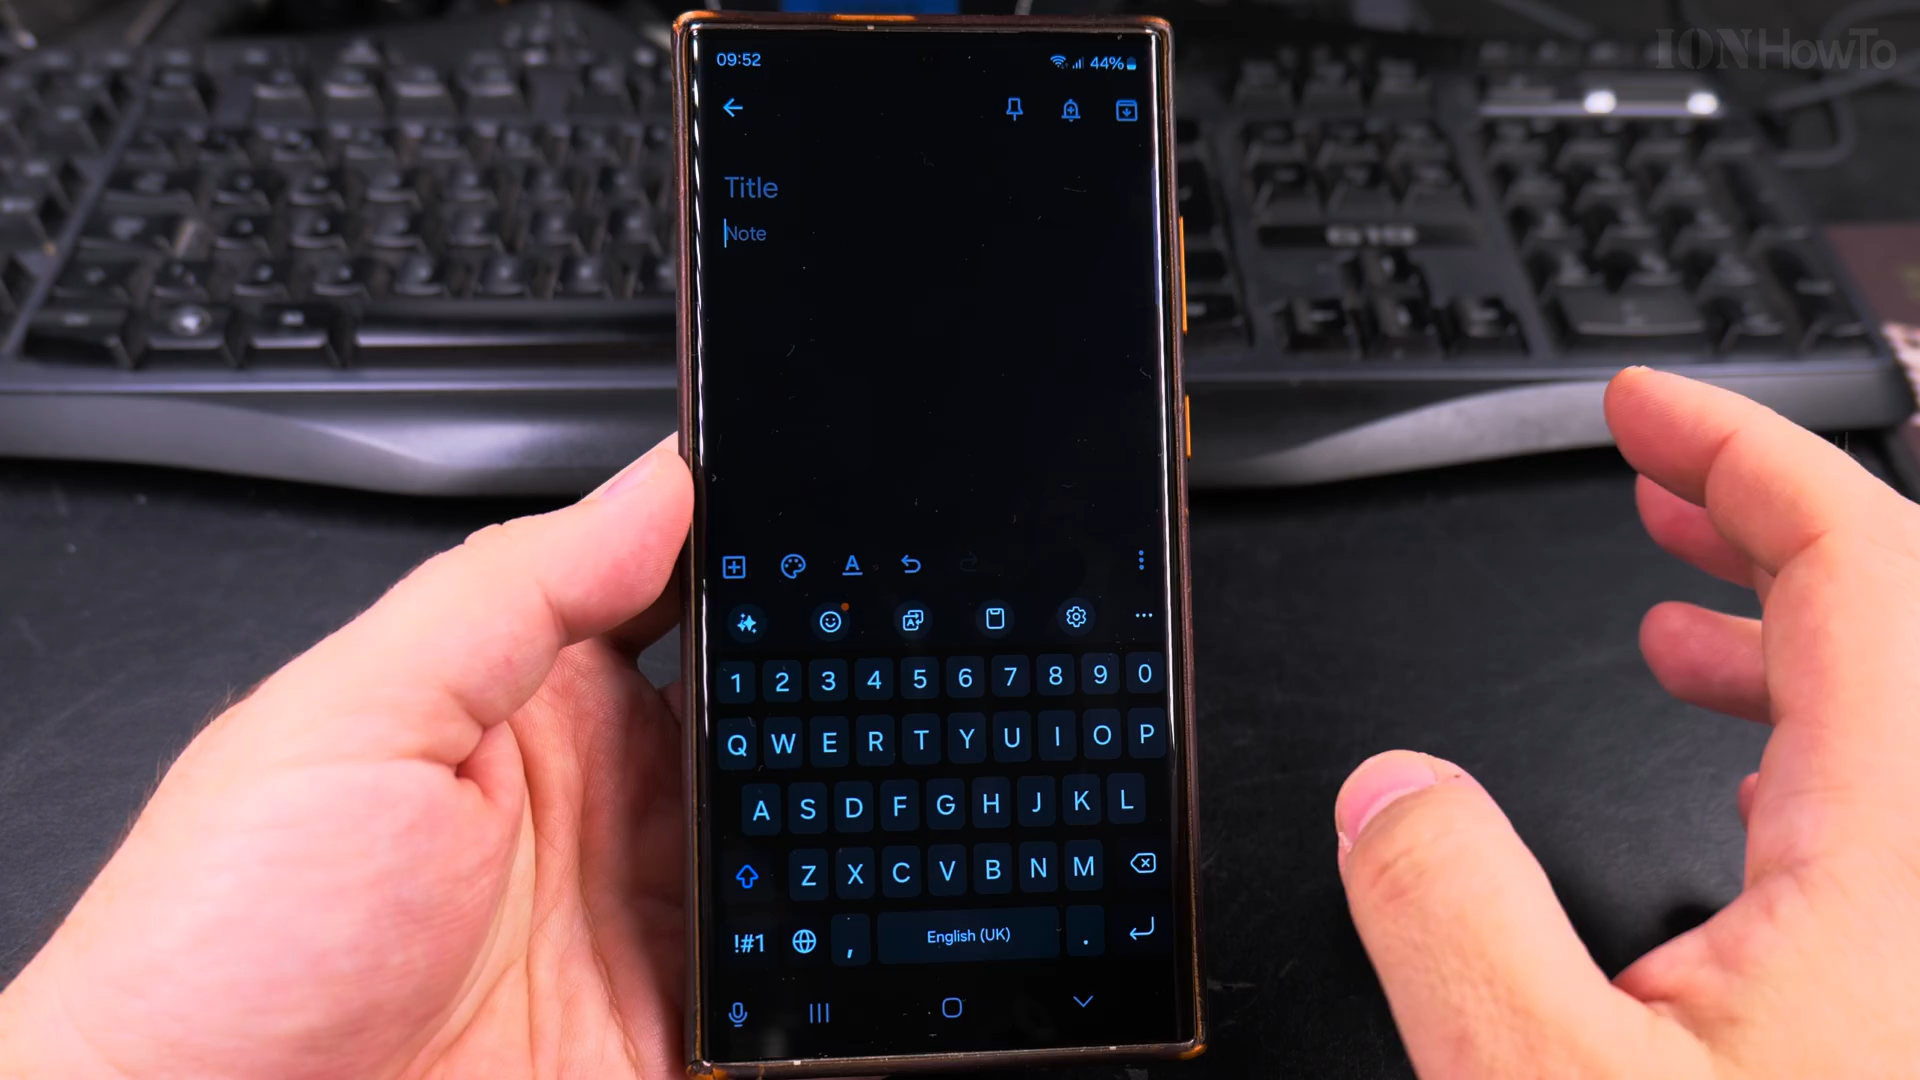 IONHowTo
09:52
44%
Title
Note
1 2 3 4 5 6 7 8 9 0
Q W E R T Y U I O P
A S D F G H J K L
Z X C V B N M
!#1 , English (UK) .
G19